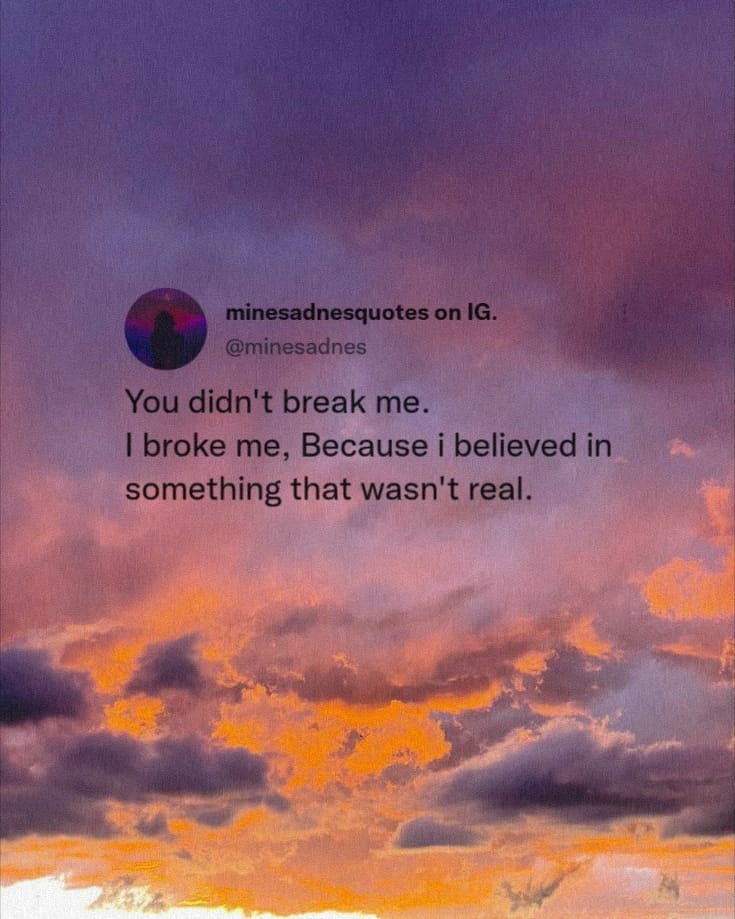 minesadnesquotes on IG.
@minesadnes
You didn't break me.
I broke me, Because i believed in
something that wasn't real.